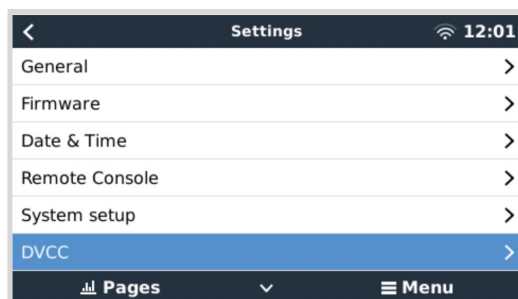 Settings 12:01
General
Firmware
Date & Time
Remote Console
System setup
DVCC
Pages Menu